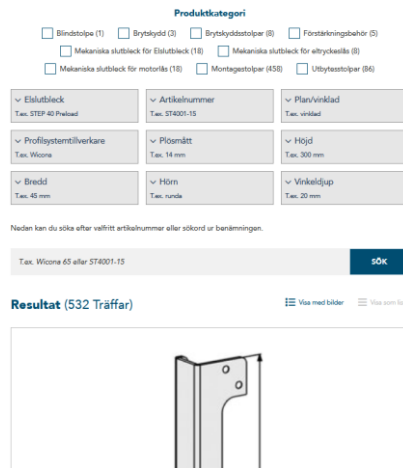 Produktkategori
Blindstolpe (1) Brytskydd (3) Brytskyddsstolpar (8) Förstärkningsbehör (5)
Mekaniska slutbleck för Elslutbleck (18) Mekaniska slutbleck för eltryckeslås (8)
Mekaniska slutbleck för motorlås (18) Montagestolpar (458) Utbytesstolpar (86)
Elslutbleck Artikelnummer Plan/vinklad
T.ex. STEP 40 Preload T.ex. ST4001-15 T.ex. vinklad
Profilsystemtillverkare Plösmått Höjd
T.ex. Wicona T.ex. 14 mm T.ex. 300 mm
Bredd Hörn Vinkeldjup
T.ex. 45 mm T.ex. runda T.ex. 20 mm
Nedan kan du söka efter valfritt artikelnummer eller sökord ur benämningen.
T.ex. Wicona 65 eller ST4001-15 SÖK
Resultat (532 Träffar) Visa med bilder Visa som